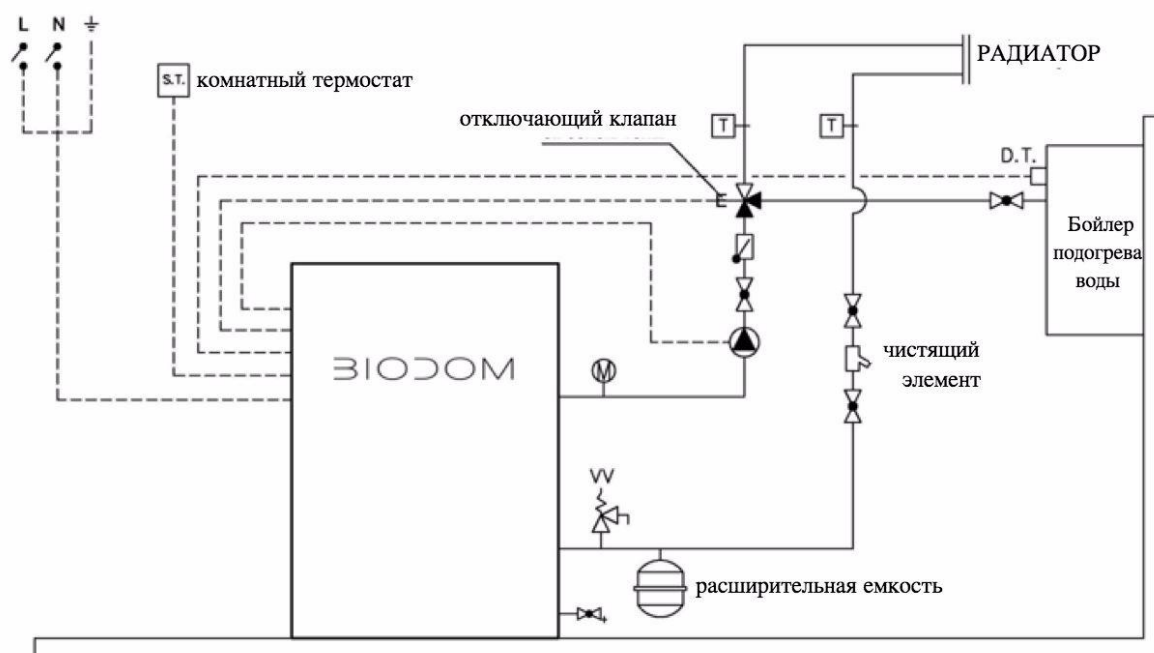 L N
S.T. комнатный термостат
РАДИАТОР
отключающий клапан
T T
D.T.
Бойлер
подогрева
воды
BIODOM
M
чистящий
элемент
VV
расширительная емкость